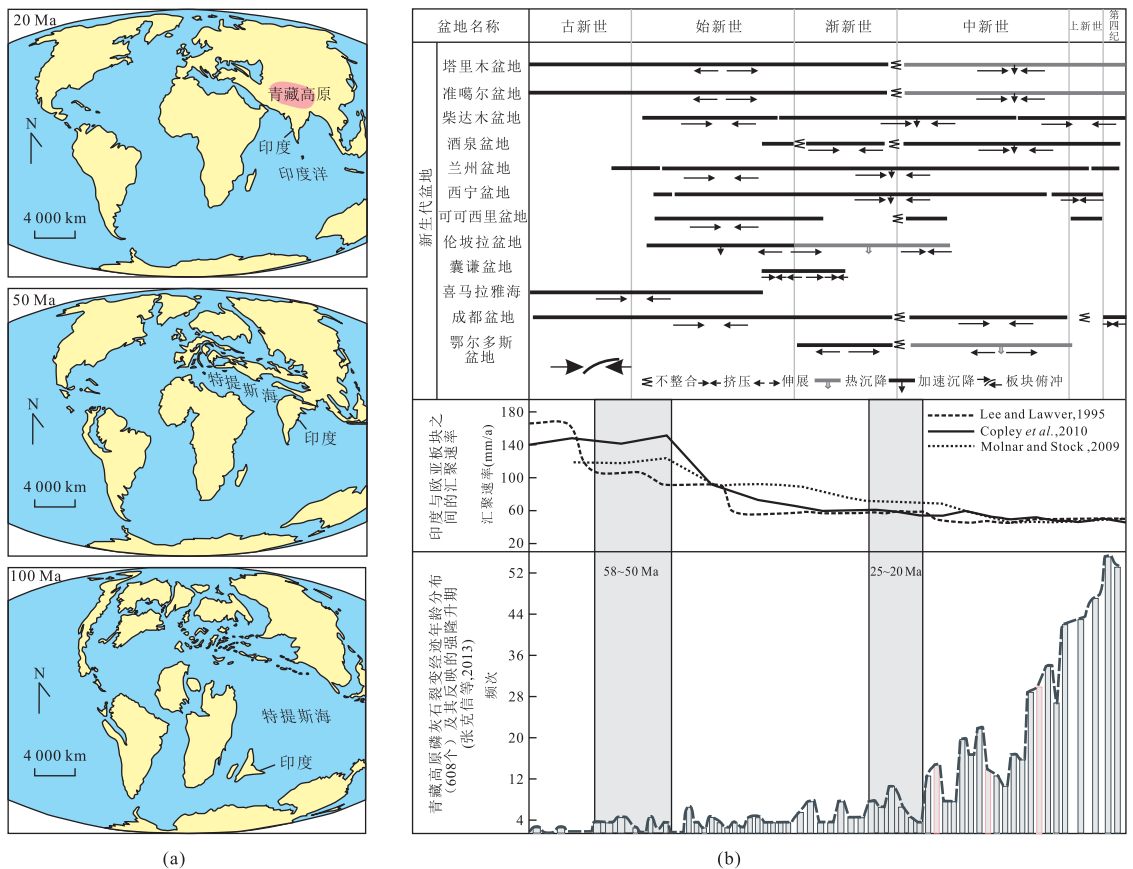 20 Ma
青藏高原
N
印度
印度洋
4 000 km
50 Ma
特提斯海
N
印度
4 000 km
100 Ma
N
特提斯海
印度
4 000 km
(a)
盆地名称
古新世
始新世
渐新世
中新世
上新世
第四纪
新生代盆地
塔里木盆地
准噶尔盆地
柴达木盆地
酒泉盆地
兰州盆地
西宁盆地
可可西里盆地
伦坡拉盆地
囊谦盆地
喜马拉雅海
成都盆地
鄂尔多斯
盆地
不整合
挤压
伸展
热沉降
加速沉降
板块俯冲
印度与欧亚板块之
间的汇聚速率
汇聚速率(mm/a)
180
140
100
60
20
Lee and Lawver,1995
Copley et al.,2010
Molnar and Stock,2009
青藏高原磷灰石裂变经迹年龄分布
（608个）及其反映的强隆升期
(张克信等,2013)
频次
52
44
36
28
20
12
4
58~50 Ma
25~20 Ma
(b)